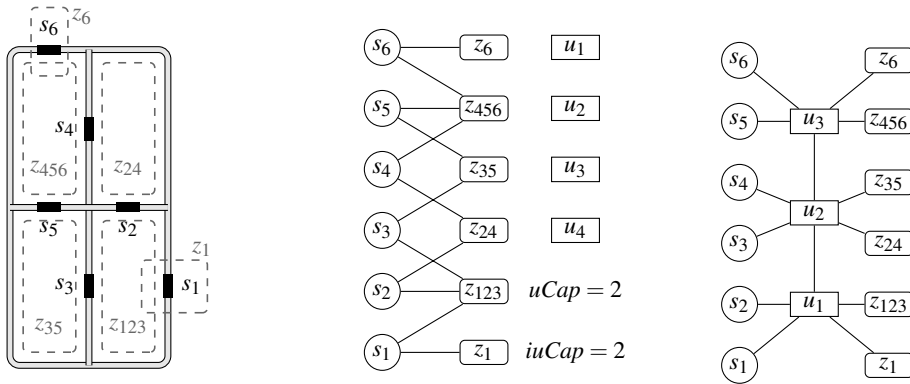 s6 z6
s4
z456 z24
s5 s2
z1
s3 s1
z35 z123
s6 z6 u1
s5 z456 u2
s4 z35 u3
s3 z24 u4
s2 z123 uCap = 2
s1 z1 iuCap = 2
s6 z6
s5 u3 z456
s4 z35
u2
s3 z24
s2 u1 z123
s1 z1